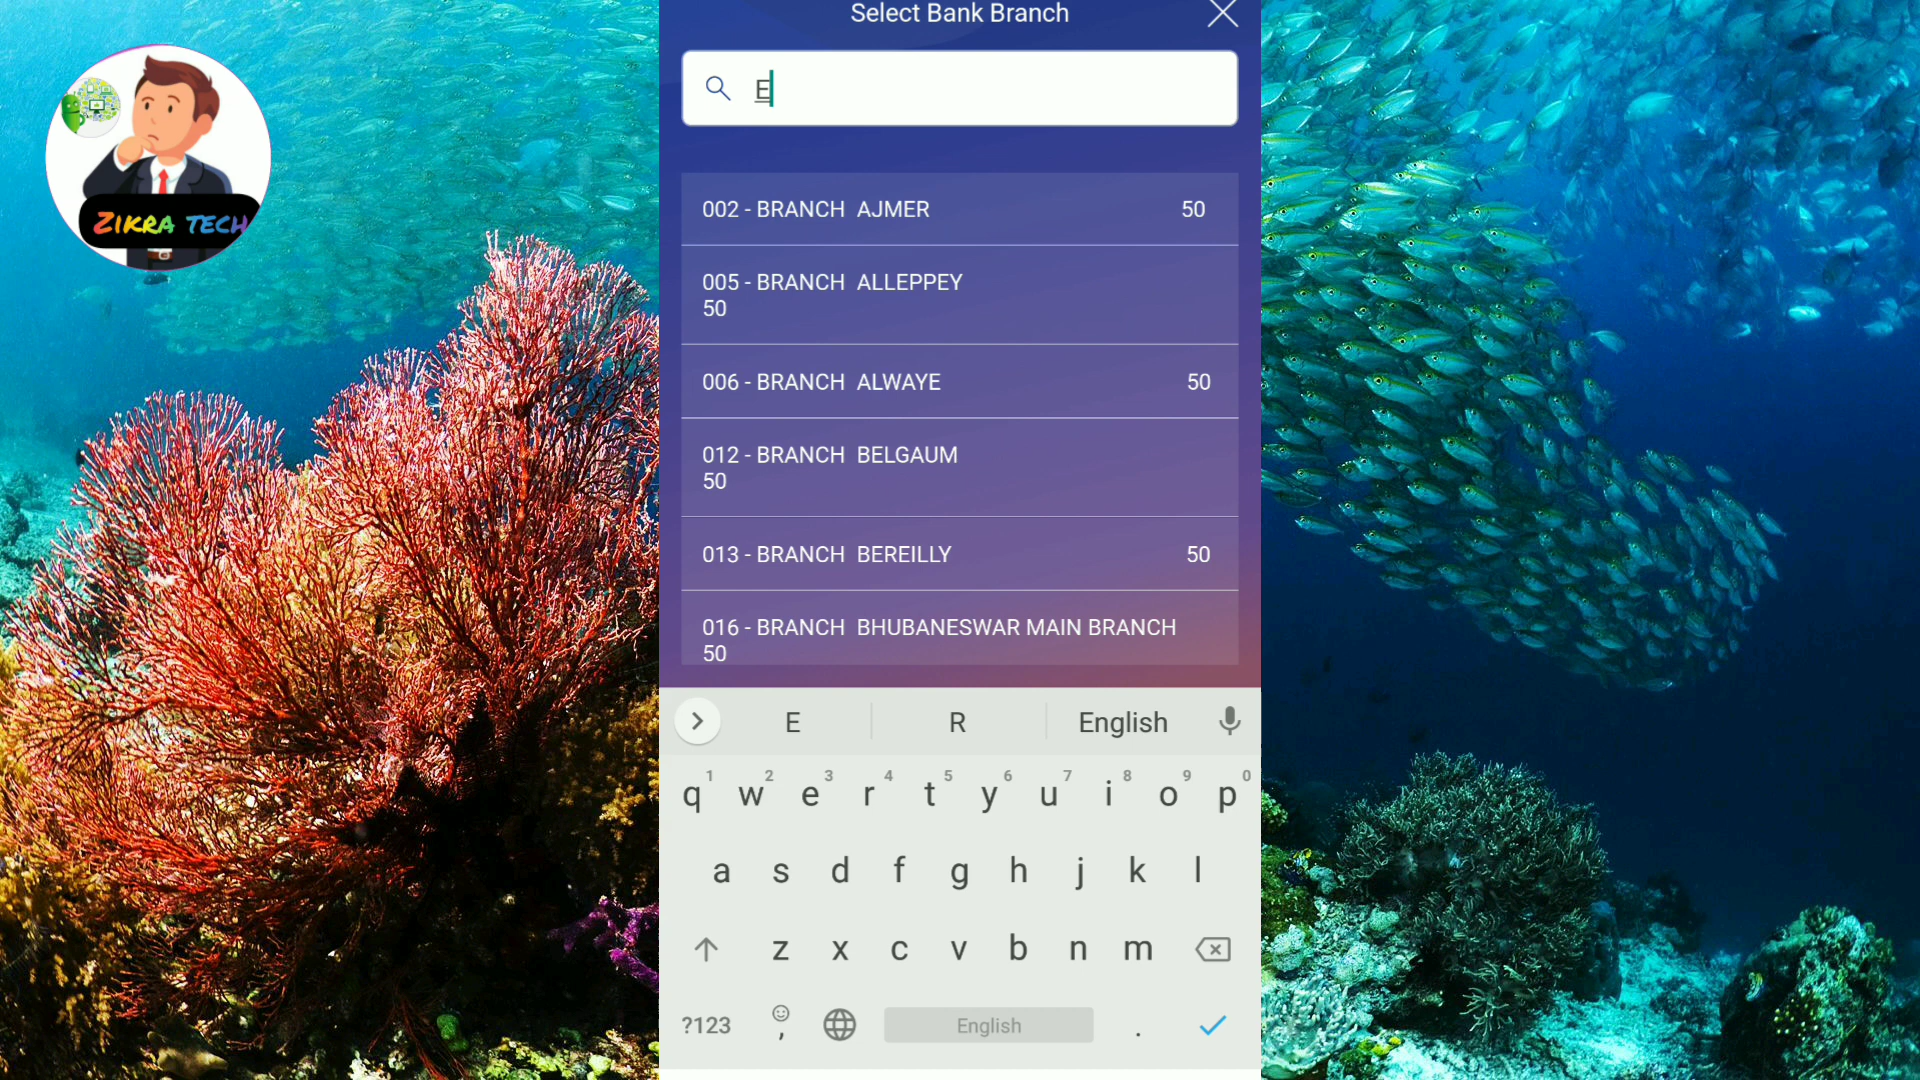 Select Bank Branch
E
002 - BRANCH AJMER 50
005 - BRANCH ALLEPPEY
50
006 - BRANCH ALWAYE 50
012 - BRANCH BELGAUM
50
013 - BRANCH BEREILLY 50
016 - BRANCH BHUBANESWAR MAIN BRANCH
50
ZIKRA TECH
E R English
1 2 3 4 5 6 7 8 9 0
q w e r t y u i o p
a s d f g h j k l
z x c v b n m
?123 , English .